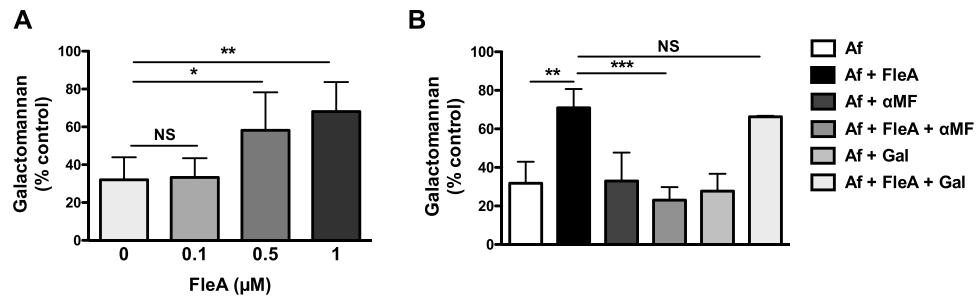 A
Galactomannan
(% control)
100
80
60
40
20
0
**
*
NS
0 0.1 0.5 1
FleA (µM)
B
Galactomannan
(% control)
100
80
60
40
20
0
NS
** ***
Af
Af + FleA
Af + αMF
Af + FleA + αMF
Af + Gal
Af + FleA + Gal